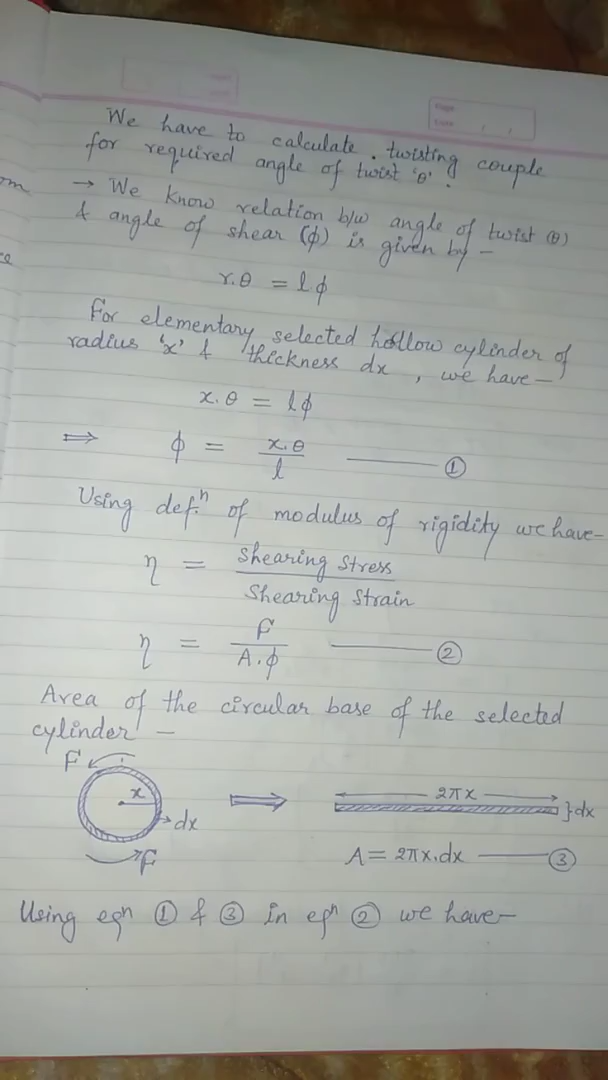 We have to calculate . twisting couple
for required angle of twist 'θ'.
→ We know relation b/w angle of twist (θ)
& angle of shear (ϕ) is given by –
r.θ = lϕ
For elementary selected hollow cylinder of
radius 'x' & thickness dx , we have –
x.θ = lϕ
⇒ ϕ = x.θ / l —— ①
Using defⁿ of modulus of rigidity we have –
η = Shearing Stress / Shearing Strain
η = F / A.ϕ —— ②
Area of the circular base of the selected
cylinder –
F x dx F ⇒ 2πx } dx
A = 2πx.dx —— ③
Using eqⁿ ① & ③ in eqⁿ ② we have –
om
ce